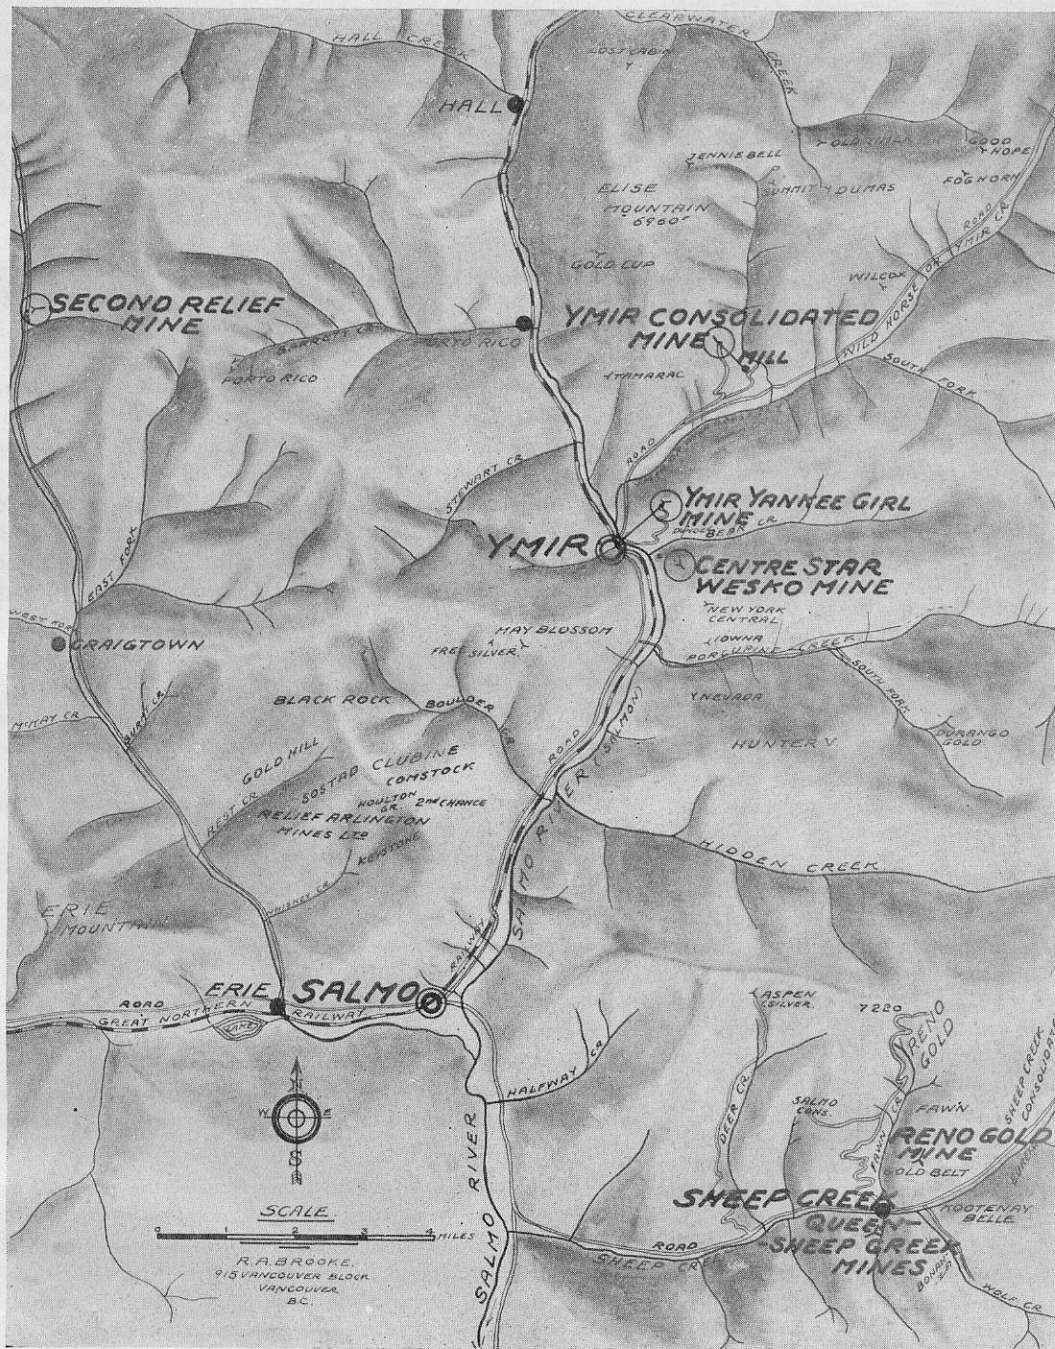 CLEARWATER
CREEK
HALL CREEK
LOST CABIN
HALL
OLD TIMER
GOOD
HOPE
JENNIE BELL
SUMMIT
DUMAS
FOGHORN
ELISE
MOUNTAIN
6960'
ROAD
WILD HORSE OR YMIR CR.
GOLD CUP
WILCOX
SECOND RELIEF
MINE
YMIR CONSOLIDATED
MINE
MILL
BARRETT CR.
PORTO RICO
PORTO RICO
TAMARAC
SOUTH FORK
ROAD
STEWART CR.
YMIR YANKEE GIRL
MINE
BEAR CR
YMIR
CENTRE STAR
WESKO MINE
EAST FORK
WEST FORK
NEW YORK
CENTRAL
CRAIGTOWN
MAY BLOSSOM
FREE SILVER
IOWNA
PORCUPINE CREEK
BLACK ROCK
BOULDER
CR.
NEVADA
SOUTH FORK
McKAY CR
BURNT CR.
ROAD
(SALMON)
HUNTER V.
DURANGO
GOLD
GOLD HILL
SOSTAD CLUBINE
COMSTOCK
REST CR.
HOULTON
GR.
2ND CHANCE
RELIEF ARLINGTON
MINES LTD
KEYSTONE
HIDDEN CREEK
WHISKEY CR.
SALMO RIVER
ERIE
MOUNTAIN
RAILWAY
ERIE
SALMO
ROAD
GREAT NORTHERN
RAILWAY
LAKE
ASPEN
SILVER
7220
RENO
GOLD
SHEEP CREEK
CONSOLIDATED
HALFWAY CR.
DEER CR.
SALMO
CONS.
FAWN CR.
FAWN
N
W
E
S
RENO GOLD
MINE
GOLD BELT
SALMO RIVER
SHEEP CREEK
KOOTENAY
BELLE
QUEEN-
SHEEP CREEK
MINES
SCALE.
0 1 2 3 4
MILES
ROAD
SHEEP CREEK
R.A. BROOKE.
915 VANCOUVER BLOCK
VANCOUVER
B.C.
WOLF CR.